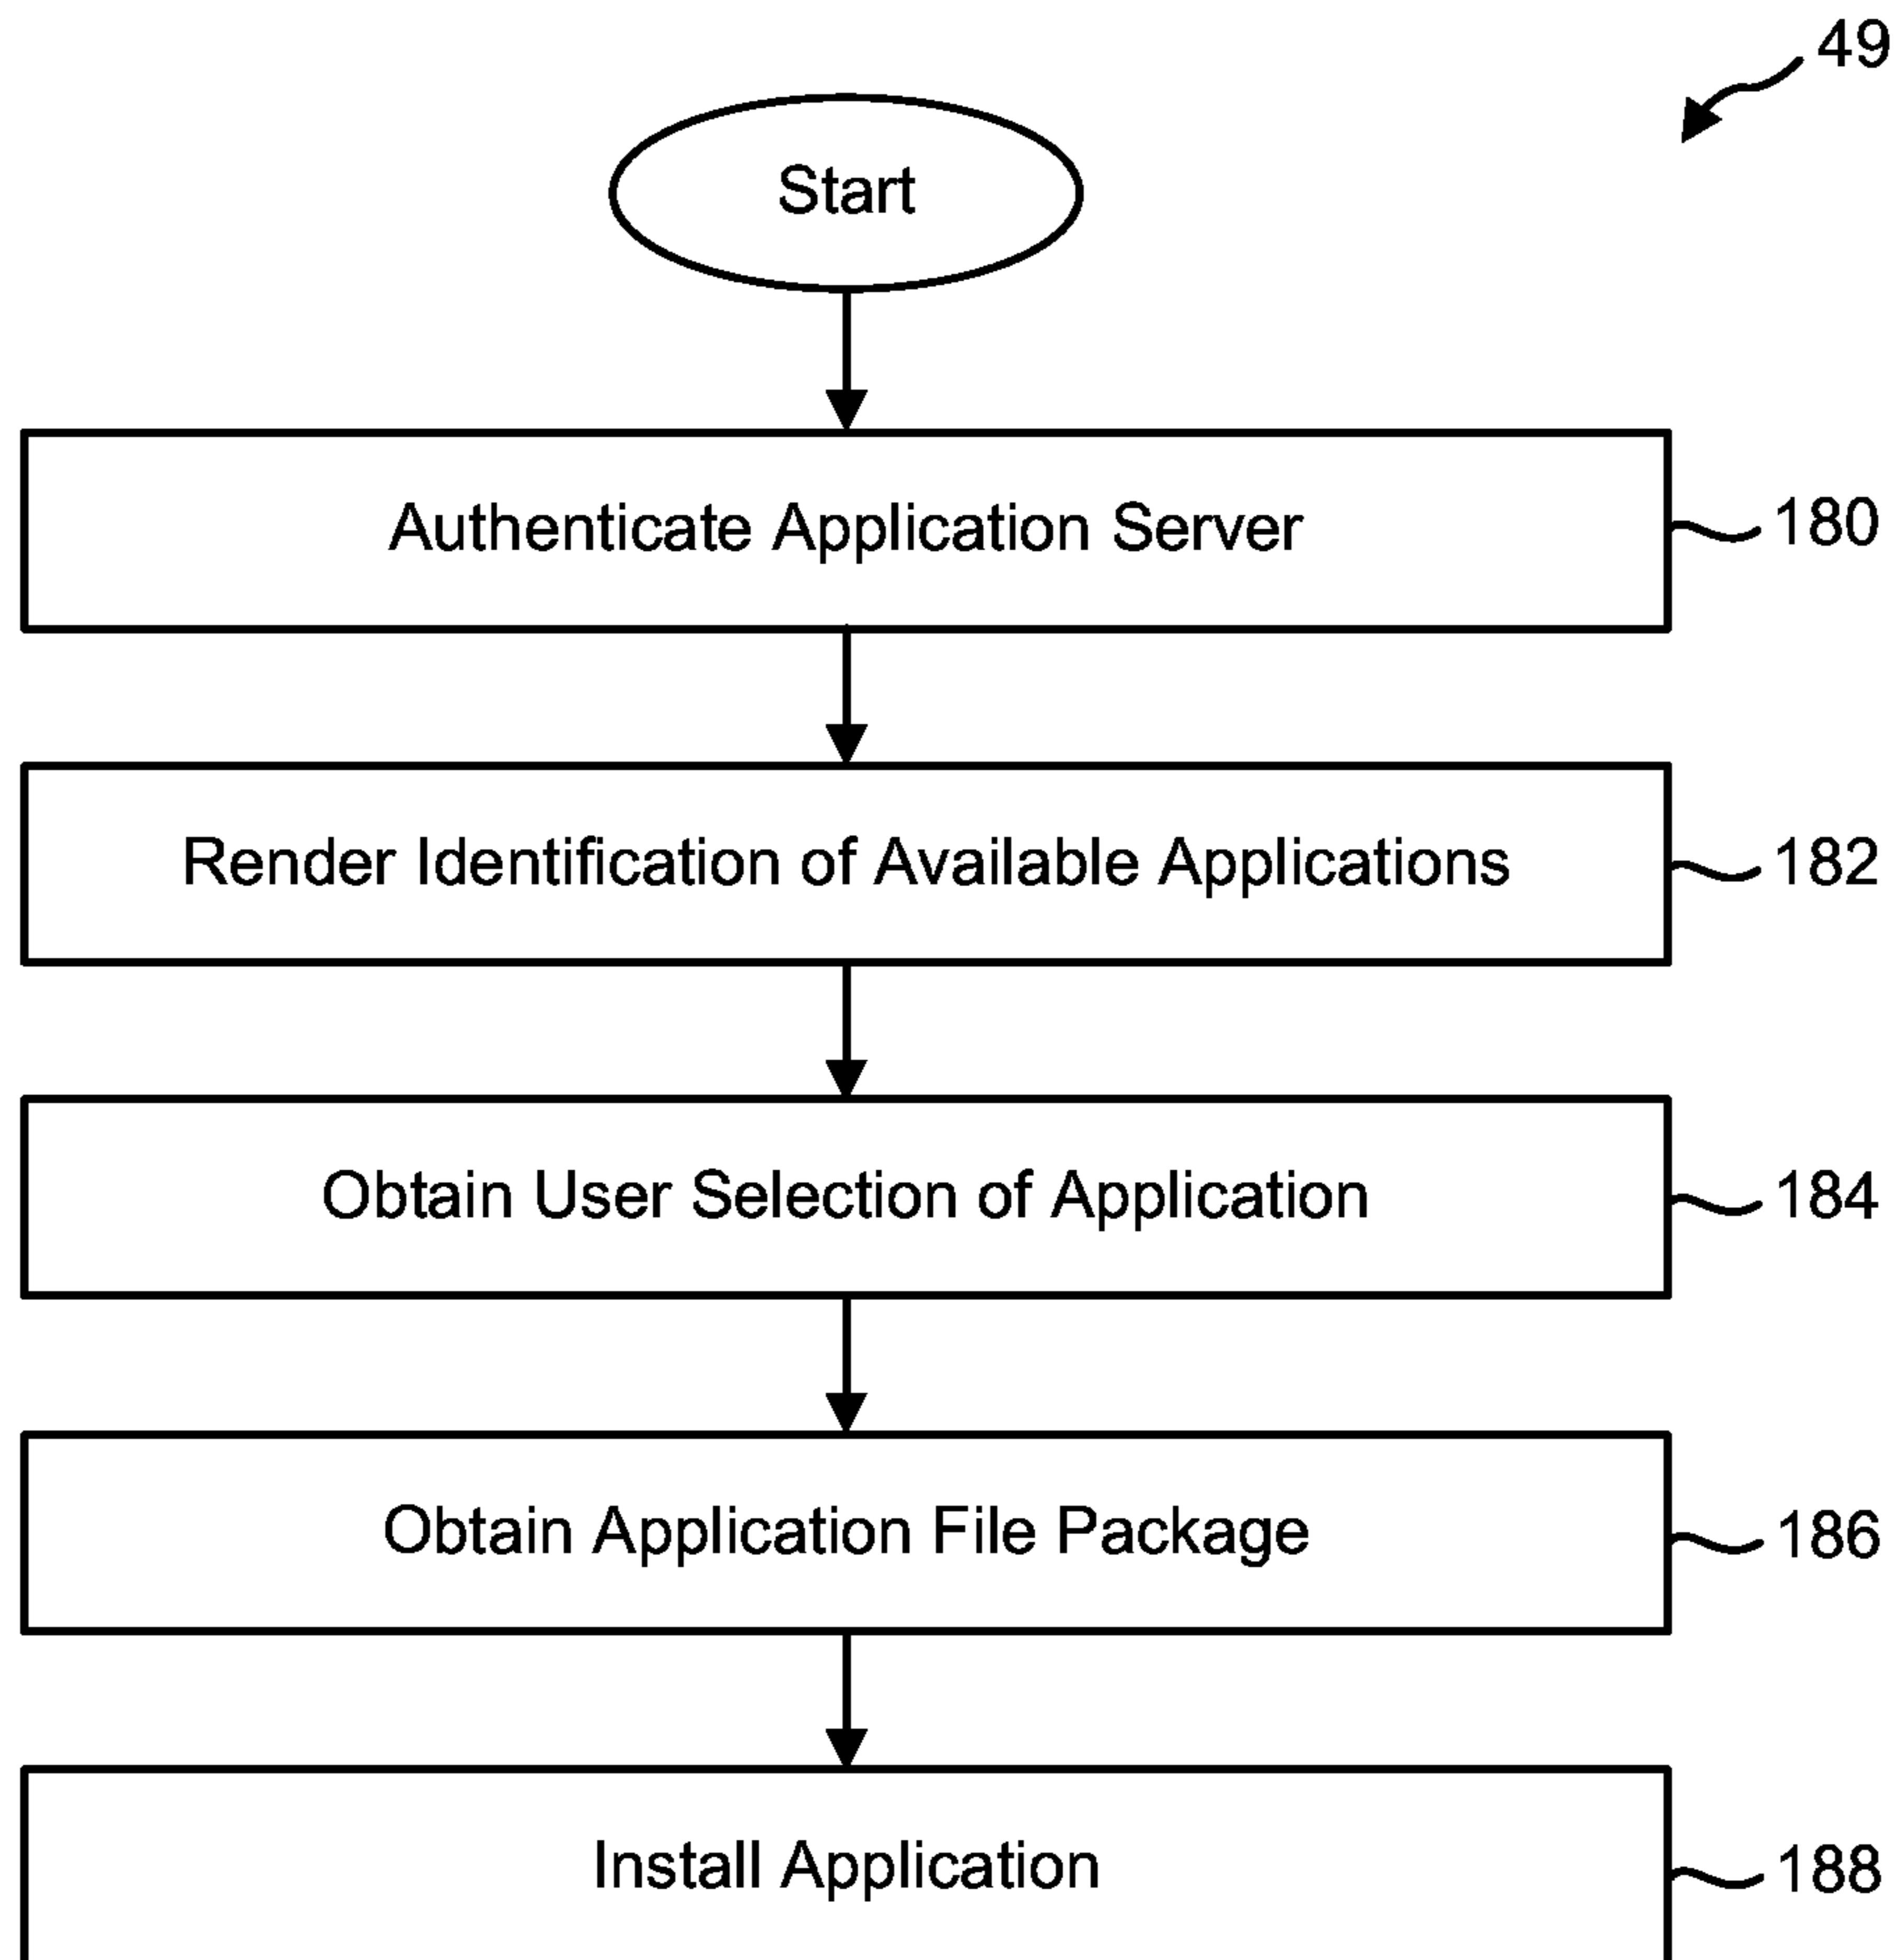 49
Start
Authenticate Application Server
180
Render Identification of Available Applications
182
Obtain User Selection of Application
184
Obtain Application File Package
186
Install Application
188